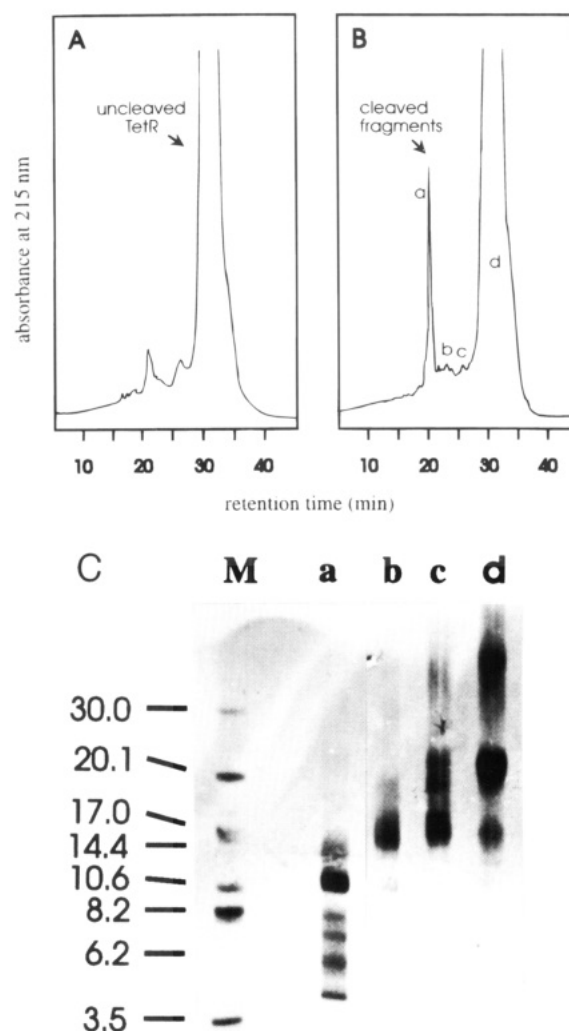 A
B
uncleaved
TetR
cleaved
fragments
a
b c
d
absorbance at 215 nm
10 20 30 40
10 20 30 40
retention time (min)
C M a b c d
30.0
20.1
17.0
14.4
10.6
8.2
6.2
3.5